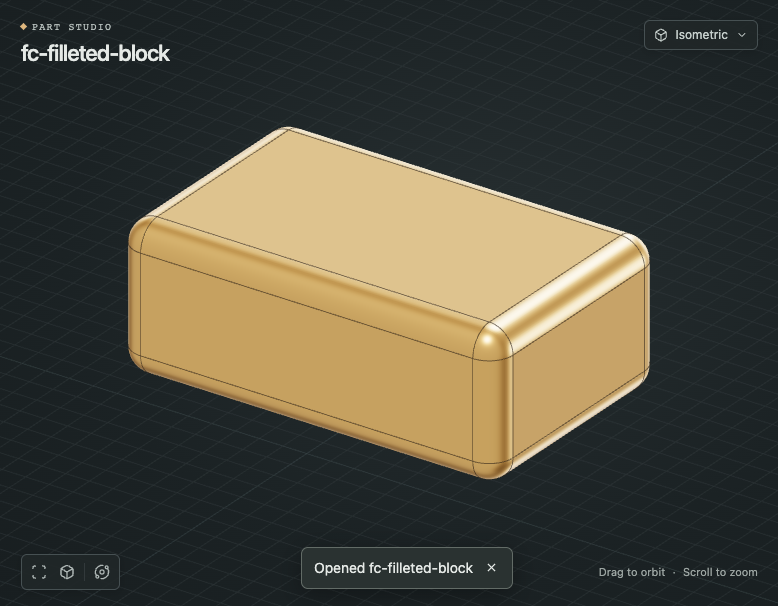 PART STUDIO
fc-filleted-block
Isometric
Opened fc-filleted-block
Drag to orbit · Scroll to zoom